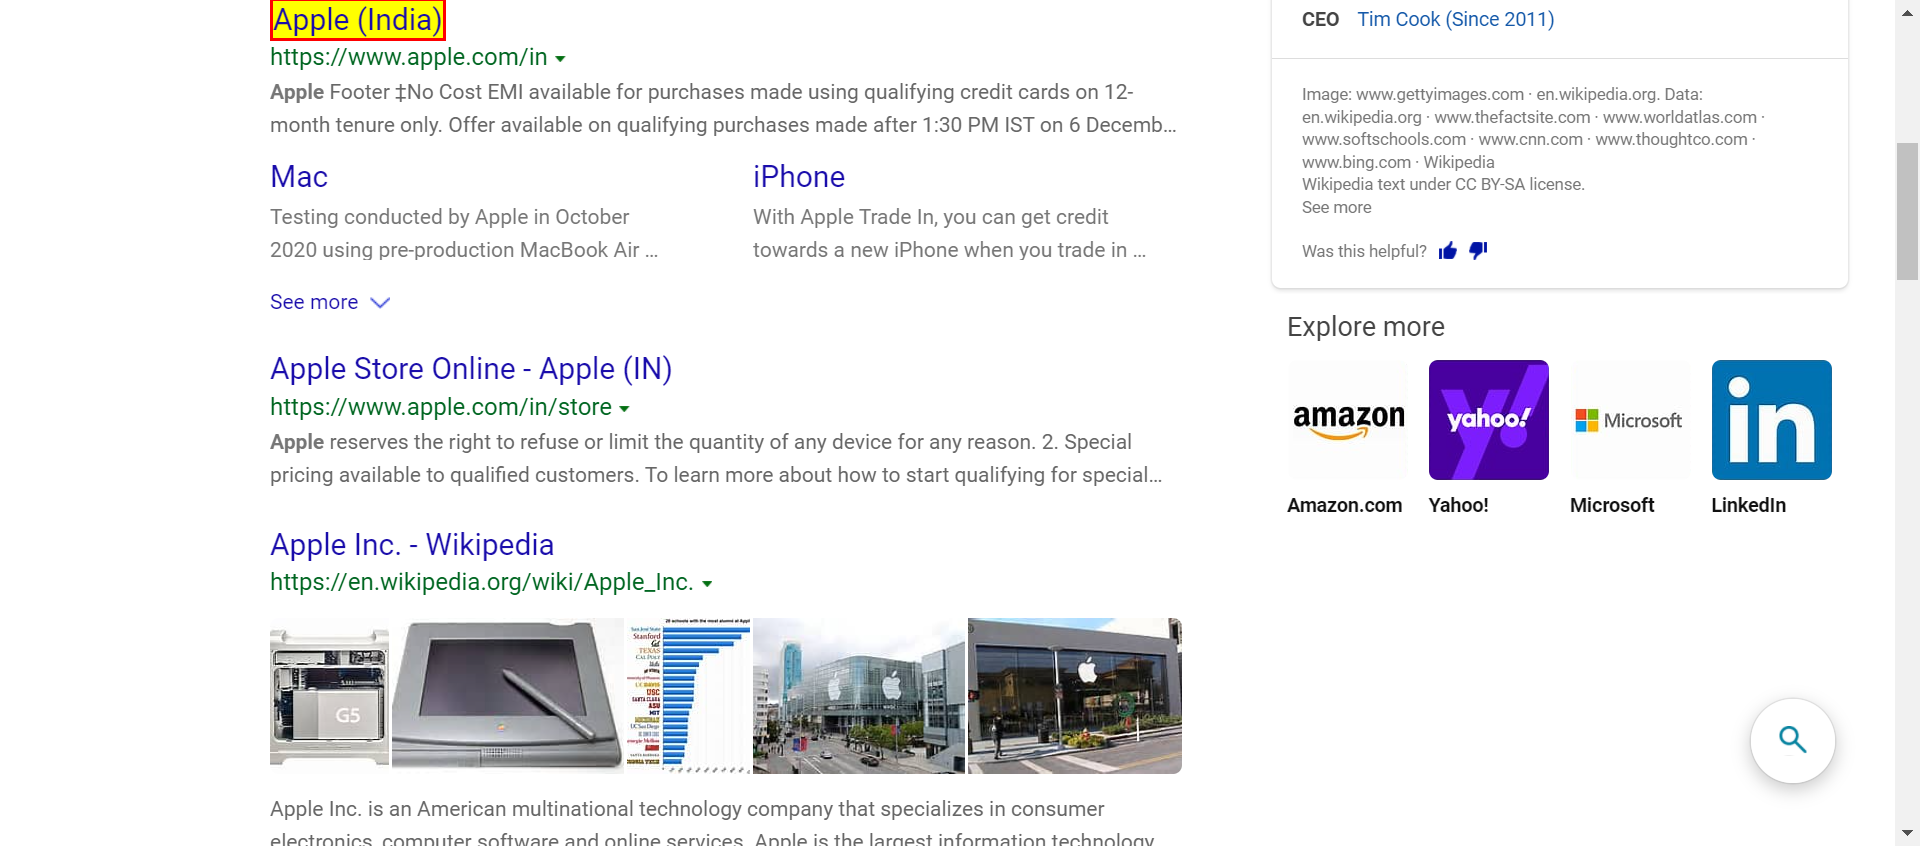 Apple (India)
https://www.apple.com/in
Apple Footer ‡No Cost EMI available for purchases made using qualifying credit cards on 12-
month tenure only. Offer available on qualifying purchases made after 1:30 PM IST on 6 Decemb...
Mac
Testing conducted by Apple in October
2020 using pre-production MacBook Air ...
iPhone
With Apple Trade In, you can get credit
towards a new iPhone when you trade in ...
See more
Apple Store Online - Apple (IN)
https://www.apple.com/in/store
Apple reserves the right to refuse or limit the quantity of any device for any reason. 2. Special
pricing available to qualified customers. To learn more about how to start qualifying for special...
Apple Inc. - Wikipedia
https://en.wikipedia.org/wiki/Apple_Inc.
G5
Stanford
TEXAS
USC
SANTA CLARA
ASU
MIT
Apple Inc. is an American multinational technology company that specializes in consumer
electronics, computer software and online services. Apple is the largest information technology
CEO Tim Cook (Since 2011)
Image: www.gettyimages.com · en.wikipedia.org. Data:
en.wikipedia.org · www.thefactsite.com · www.worldatlas.com ·
www.softschools.com · www.cnn.com · www.thoughtco.com ·
www.bing.com · Wikipedia
Wikipedia text under CC BY-SA license.
See more
Was this helpful?
Explore more
amazon
yahoo!
Microsoft
in
Amazon.com
Yahoo!
Microsoft
LinkedIn